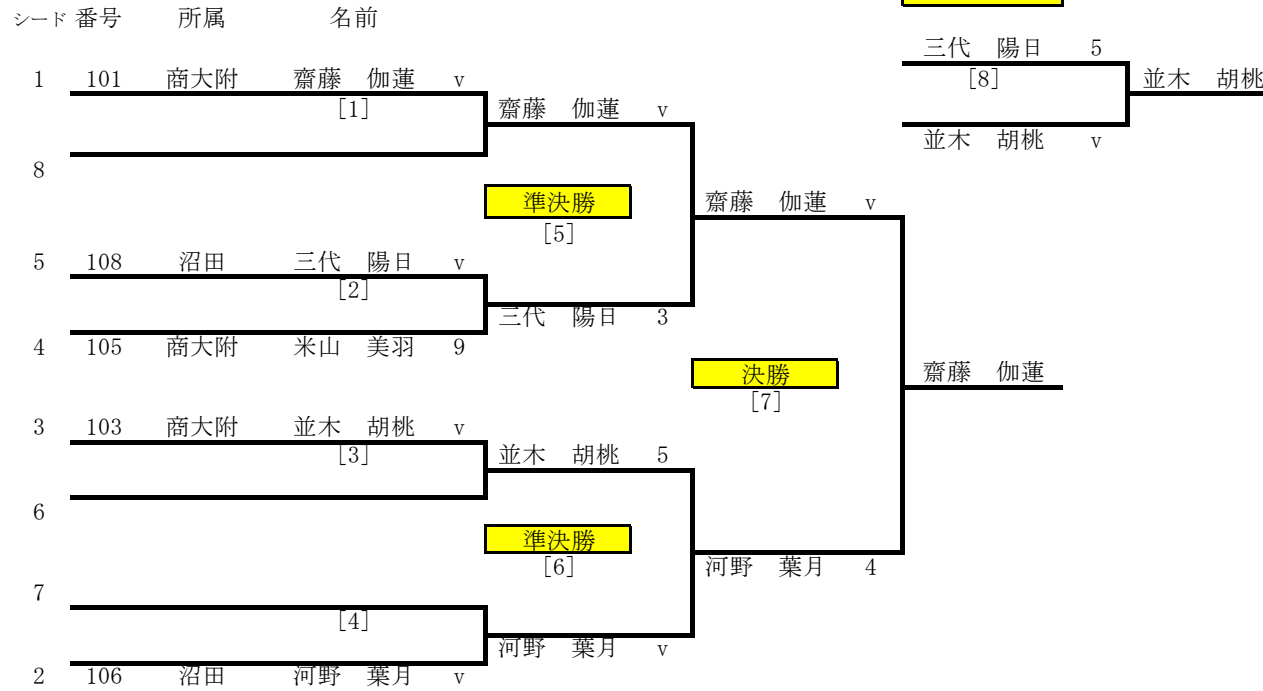 シード 番号 所属 名前
三代 陽日 5
[8]
並木 胡桃
並木 胡桃 v
1 101 商大附 齋藤 伽蓮 v
[1]
齋藤 伽蓮 v
8
準決勝
[5]
齋藤 伽蓮 v
5 108 沼田 三代 陽日 v
[2]
三代 陽日 3
4 105 商大附 米山 美羽 9
決勝
[7]
齋藤 伽蓮
3 103 商大附 並木 胡桃 v
[3]
並木 胡桃 5
6
準決勝
[6]
河野 葉月 4
7
[4]
河野 葉月 v
2 106 沼田 河野 葉月 v